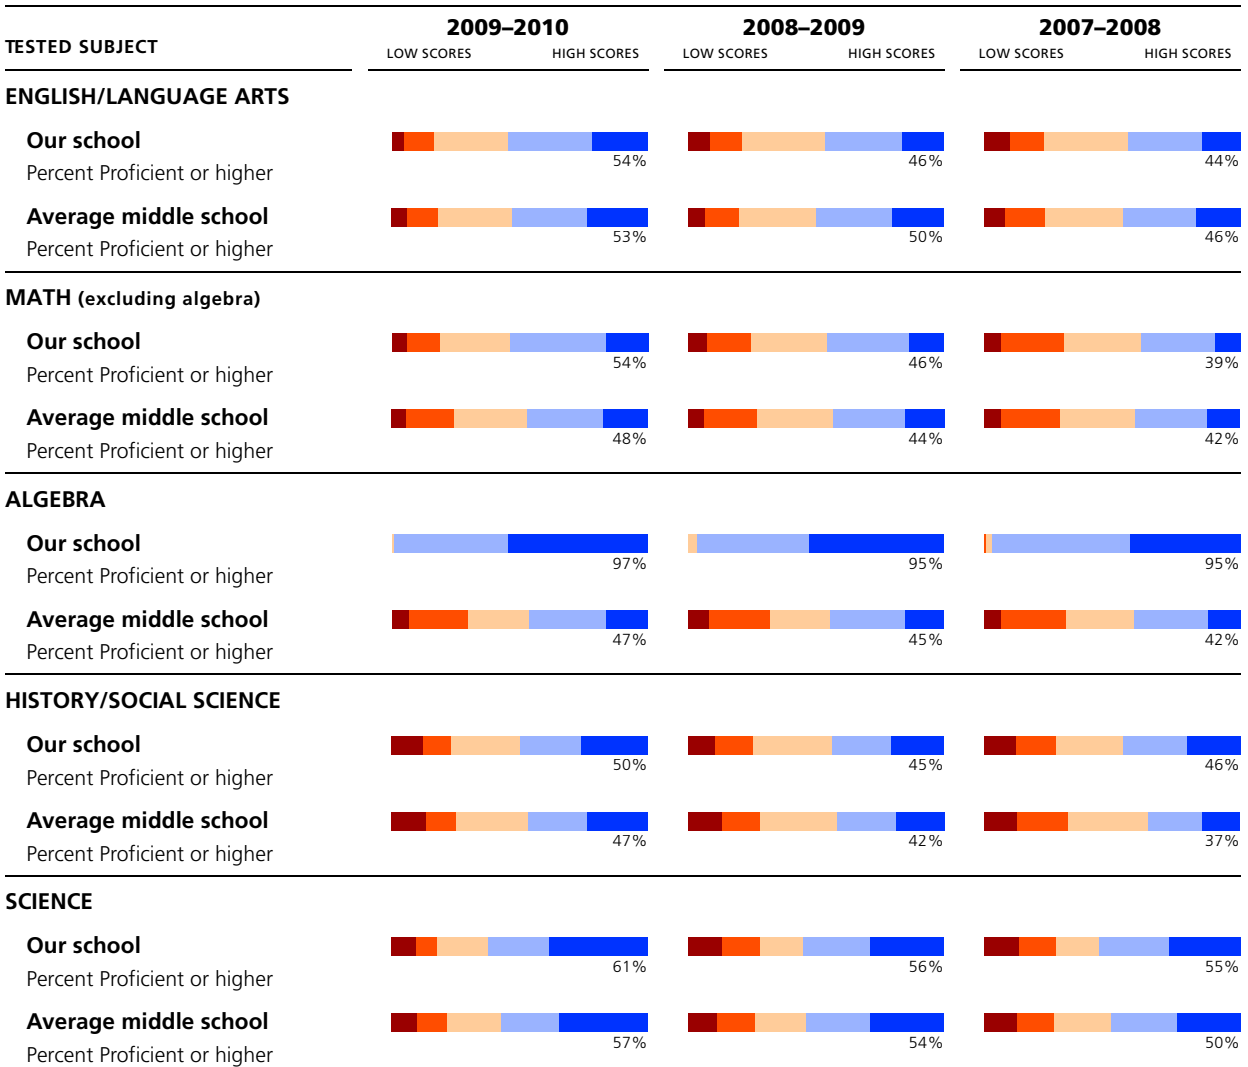 2009–2010 2008–2009 2007–2008
TESTED SUBJECT LOW SCORES HIGH SCORES LOW SCORES HIGH SCORES LOW SCORES HIGH SCORES
ENGLISH/LANGUAGE ARTS
Our school
54% 46% 44%
Percent Proficient or higher
Average middle school
53% 50% 46%
Percent Proficient or higher
MATH (excluding algebra)
Our school
54% 46% 39%
Percent Proficient or higher
Average middle school
48% 44% 42%
Percent Proficient or higher
ALGEBRA
Our school
97% 95% 95%
Percent Proficient or higher
Average middle school
47% 45% 42%
Percent Proficient or higher
HISTORY/SOCIAL SCIENCE
Our school
50% 45% 46%
Percent Proficient or higher
Average middle school
47% 42% 37%
Percent Proficient or higher
SCIENCE
Our school
61% 56% 55%
Percent Proficient or higher
Average middle school
57% 54% 50%
Percent Proficient or higher